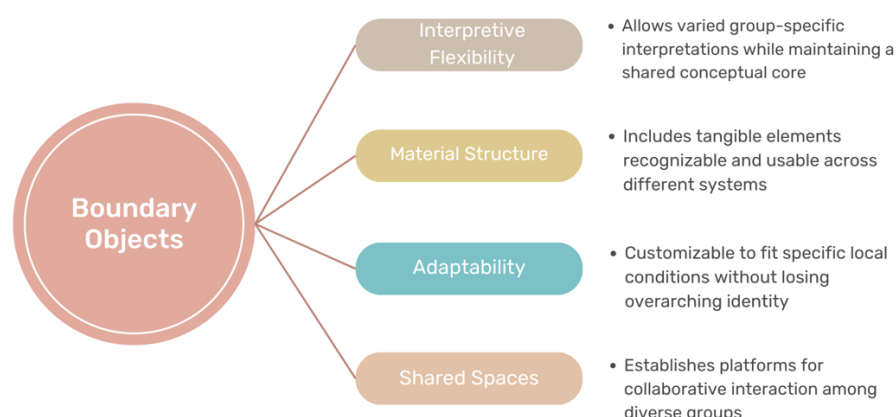 Boundary
Objects
Interpretive
Flexibility
• Allows varied group-specific
interpretations while maintaining a
shared conceptual core
Material Structure
• Includes tangible elements
recognizable and usable across
different systems
Adaptability
• Customizable to fit specific local
conditions without losing
overarching identity
Shared Spaces
• Establishes platforms for
collaborative interaction among
diverse groups